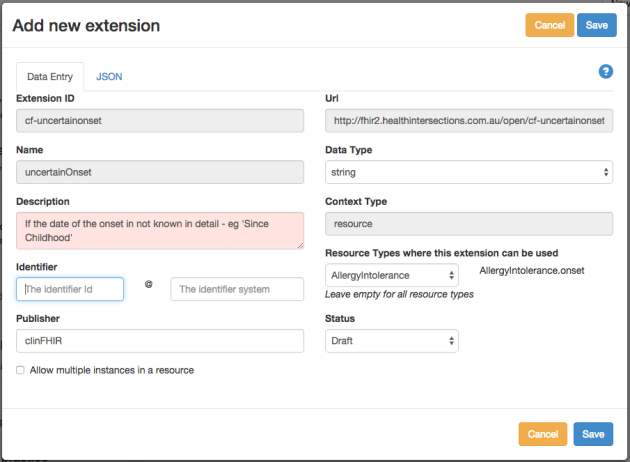 Add new extension
Cancel
Save
Data Entry
JSON
?
Extension ID
Url
cf-uncertainonset
http://fhir2.healthintersections.com.au/open/cf-uncertainonset
Name
Data Type
uncertainOnset
string
Description
Context Type
If the date of the onset in not known in detail - eg 'Since
Childhood'
resource
Resource Types where this extension can be used
Identifier
AllergyIntolerance
AllergyIntolerance.onset
The identifier Id
@
The identifier system
Leave empty for all resource types
Publisher
Status
clinFHIR
Draft
Allow multiple instances in a resource
Cancel
Save